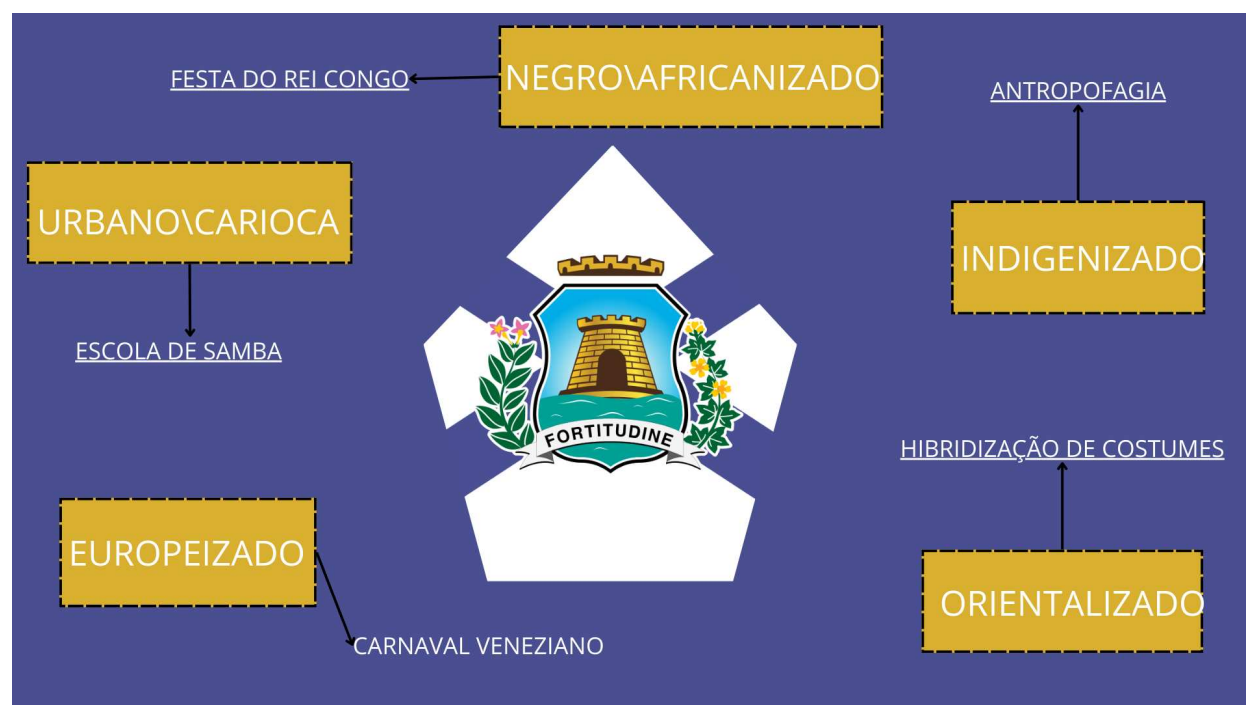 FESTA DO REI CONGO
NEGRO\AFRICANIZADO
ANTROPOFAGIA
URBANO\CARIOCA
INDIGENIZADO
ESCOLA DE SAMBA
FORTITUDINE
HIBRIDIZAÇÃO DE COSTUMES
EUROPEIZADO
ORIENTALIZADO
CARNAVAL VENEZIANO